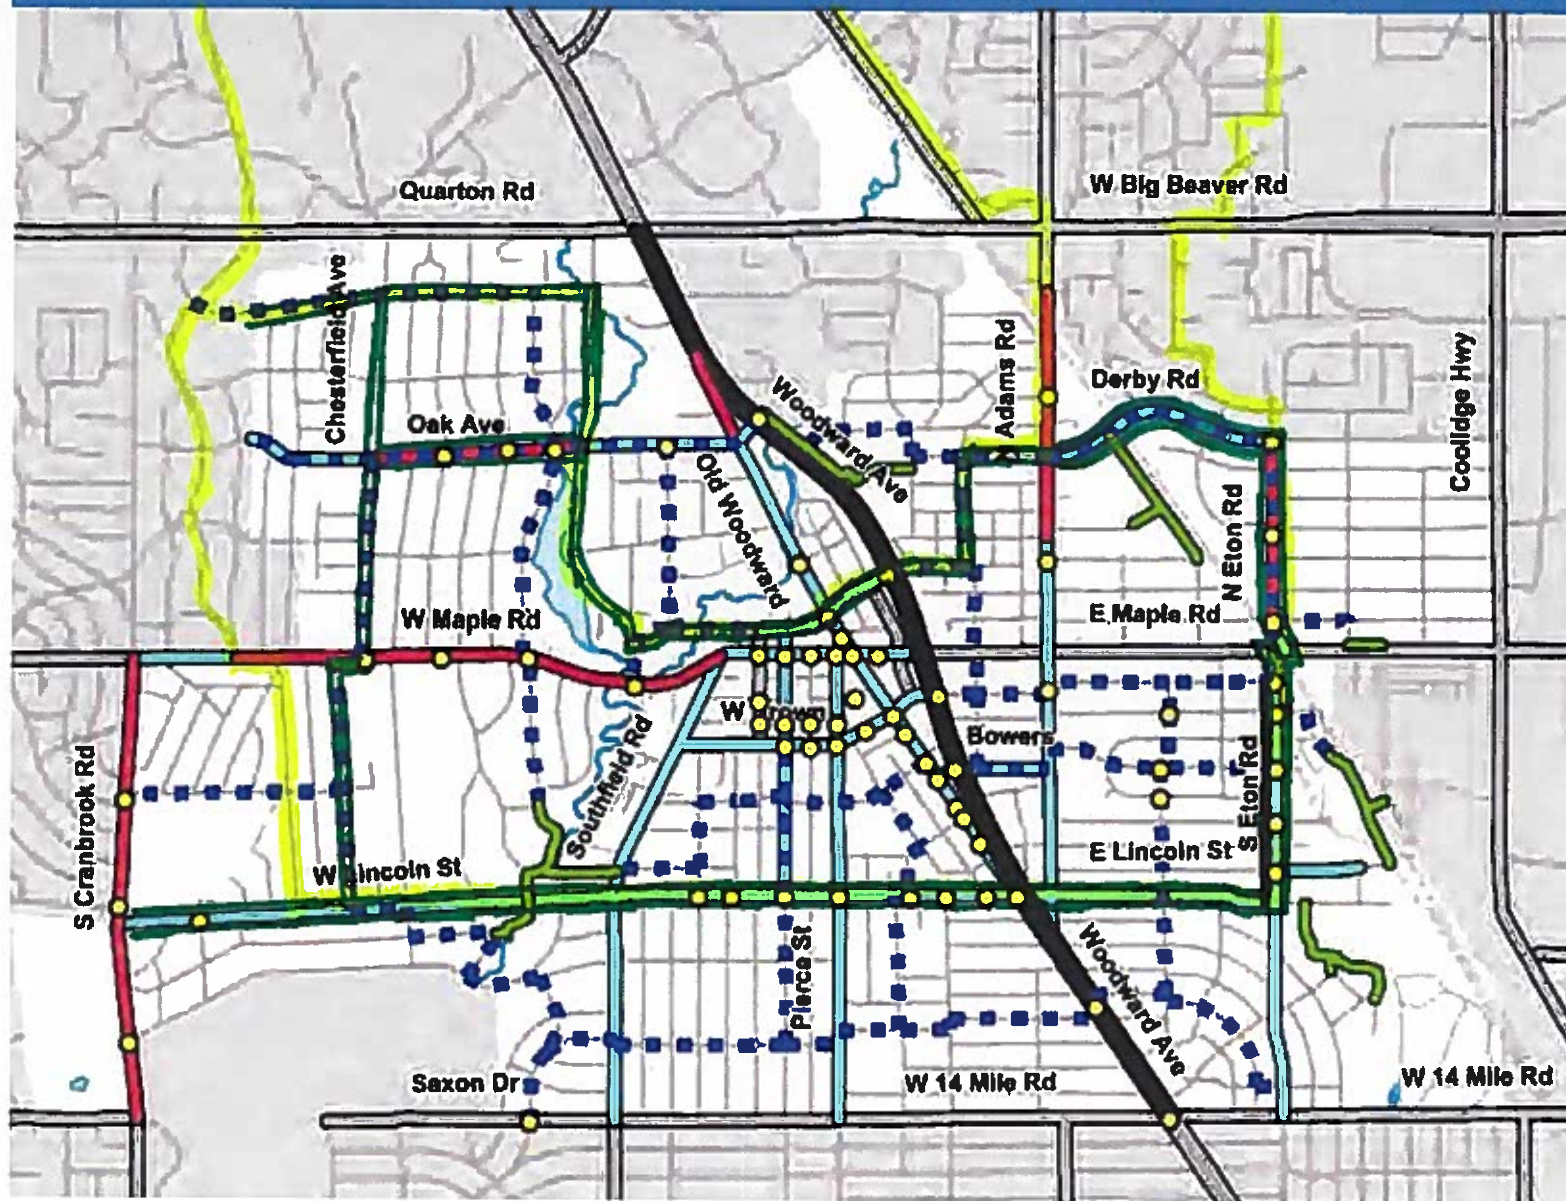 Quarton Rd
W Big Beaver Rd
Chesterfield Ave
N Adams Rd
Derby Rd
Coolidge Hwy
Woodward Ave
Oak Ave
Old Woodward
N Eton Rd
W Maple Rd
E Maple Rd
W Brown
Bowers
Southfield Rd
S Cranbrook Rd
S Eton Rd
W Lincoln St
E Lincoln St
Pierce St
Woodward Ave
Saxon Dr
W 14 Mile Rd
W 14 Mile Rd